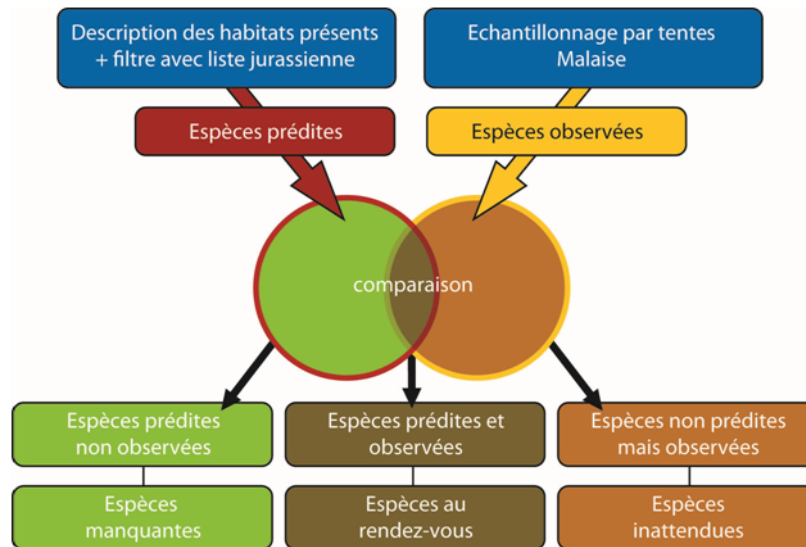 Description des habitats présents
+ filtre avec liste jurassienne
Echantillonnage par tentes
Malaise
Espèces prédites
Espèces observées
comparaison
Espèces prédites
non observées
Espèces prédites et
observées
Espèces non prédites
mais observées
Espèces
manquantes
Espèces au
rendez-vous
Espèces
inattendues